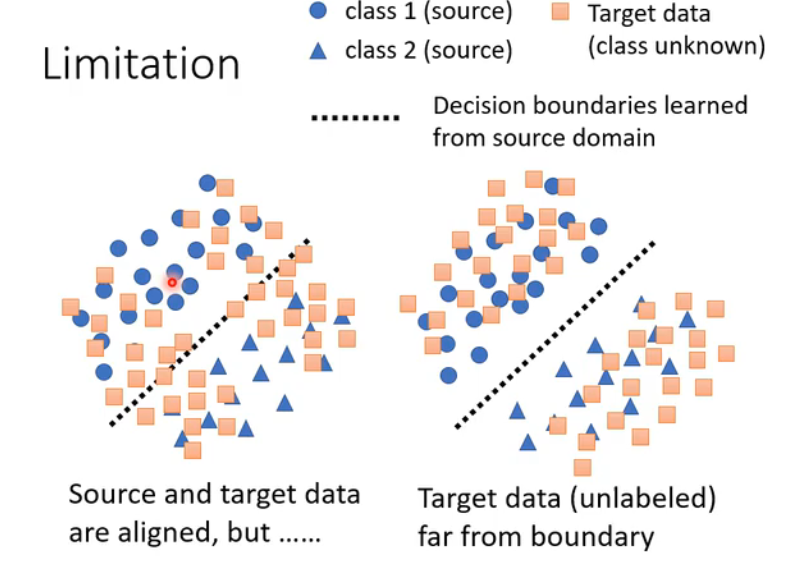 Limitation
class 1 (source)
class 2 (source)
Target data
(class unknown)
Decision boundaries learned
from source domain
Source and target data
are aligned, but ……
Target data (unlabeled)
far from boundary